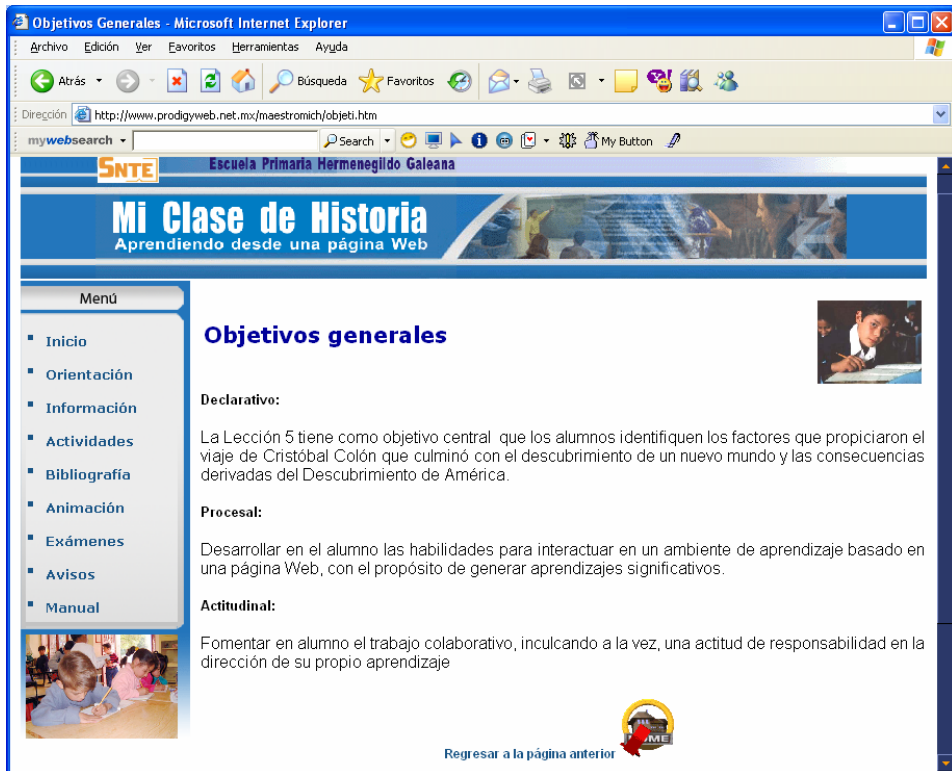 Objetivos Generales - Microsoft Internet Explorer
Archivo Edición Ver Favoritos Herramientas Ayuda
Atrás Búsqueda Favoritos
Dirección http://www.prodigyweb.net.mx/maestromich/objeti.htm
mywebsearch Search My Button
SNTE Escuela Primaria Hermenegildo Galeana
Mi Clase de Historia
Aprendiendo desde una página Web
Menú
Inicio
Orientación
Información
Actividades
Bibliografía
Animación
Exámenes
Avisos
Manual
Objetivos generales
Declarativo:
La Lección 5 tiene como objetivo central que los alumnos identifiquen los factores que propiciaron el
viaje de Cristóbal Colón que culminó con el descubrimiento de un nuevo mundo y las consecuencias
derivadas del Descubrimiento de América.
Procesal:
Desarrollar en el alumno las habilidades para interactuar en un ambiente de aprendizaje basado en
una página Web, con el propósito de generar aprendizajes significativos.
Actitudinal:
Fomentar en alumno el trabajo colaborativo, inculcando a la vez, una actitud de responsabilidad en la
dirección de su propio aprendizaje
HOME
Regresar a la página anterior